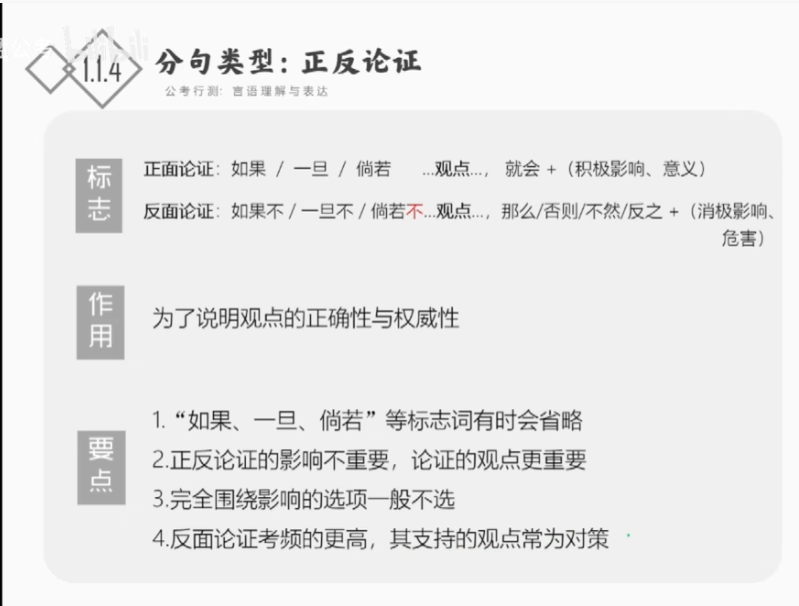 1.1.4
分句类型：正反论证
公考行测：言语理解与表达
标志
正面论证：如果 / 一旦 / 倘若 ...观点...， 就会 +（积极影响、意义）
反面论证：如果不 / 一旦不 / 倘若不...观点...，那么/否则/不然/反之 +（消极影响、
危害）
作用
为了说明观点的正确性与权威性
要点
1.“如果、一旦、倘若”等标志词有时会省略
2.正反论证的影响不重要，论证的观点更重要
3.完全围绕影响的选项一般不选
4.反面论证考频的更高，其支持的观点常为对策